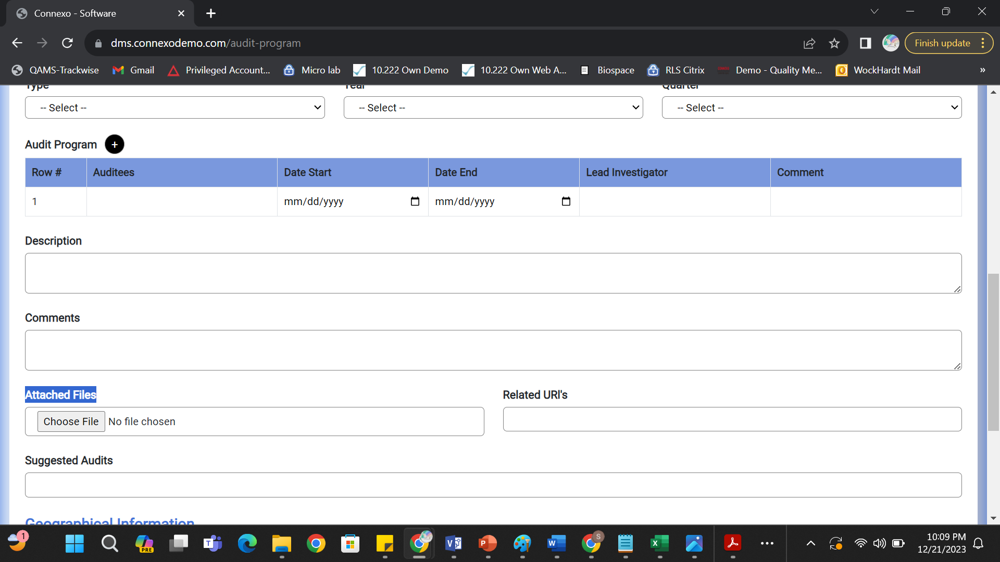 Connexo - Software
dms.connexodemo.com/audit-program
Finish update
QAMS-Trackwise Gmail Privileged Account... Micro lab 10.222 Own Demo 10.222 Own Web A... Biospace RLS Citrix Demo - Quality Me... WockHardt Mail »
Type Year Quarter
-- Select -- -- Select -- -- Select --
Audit Program +
Row # Auditees Date Start Date End Lead Investigator Comment
1 mm/dd/yyyy mm/dd/yyyy
Description
Comments
Attached Files Related URl's
Choose File No file chosen
Suggested Audits
Geographical Information
1 PRE T V P W S X
10:09 PM
12/21/2023